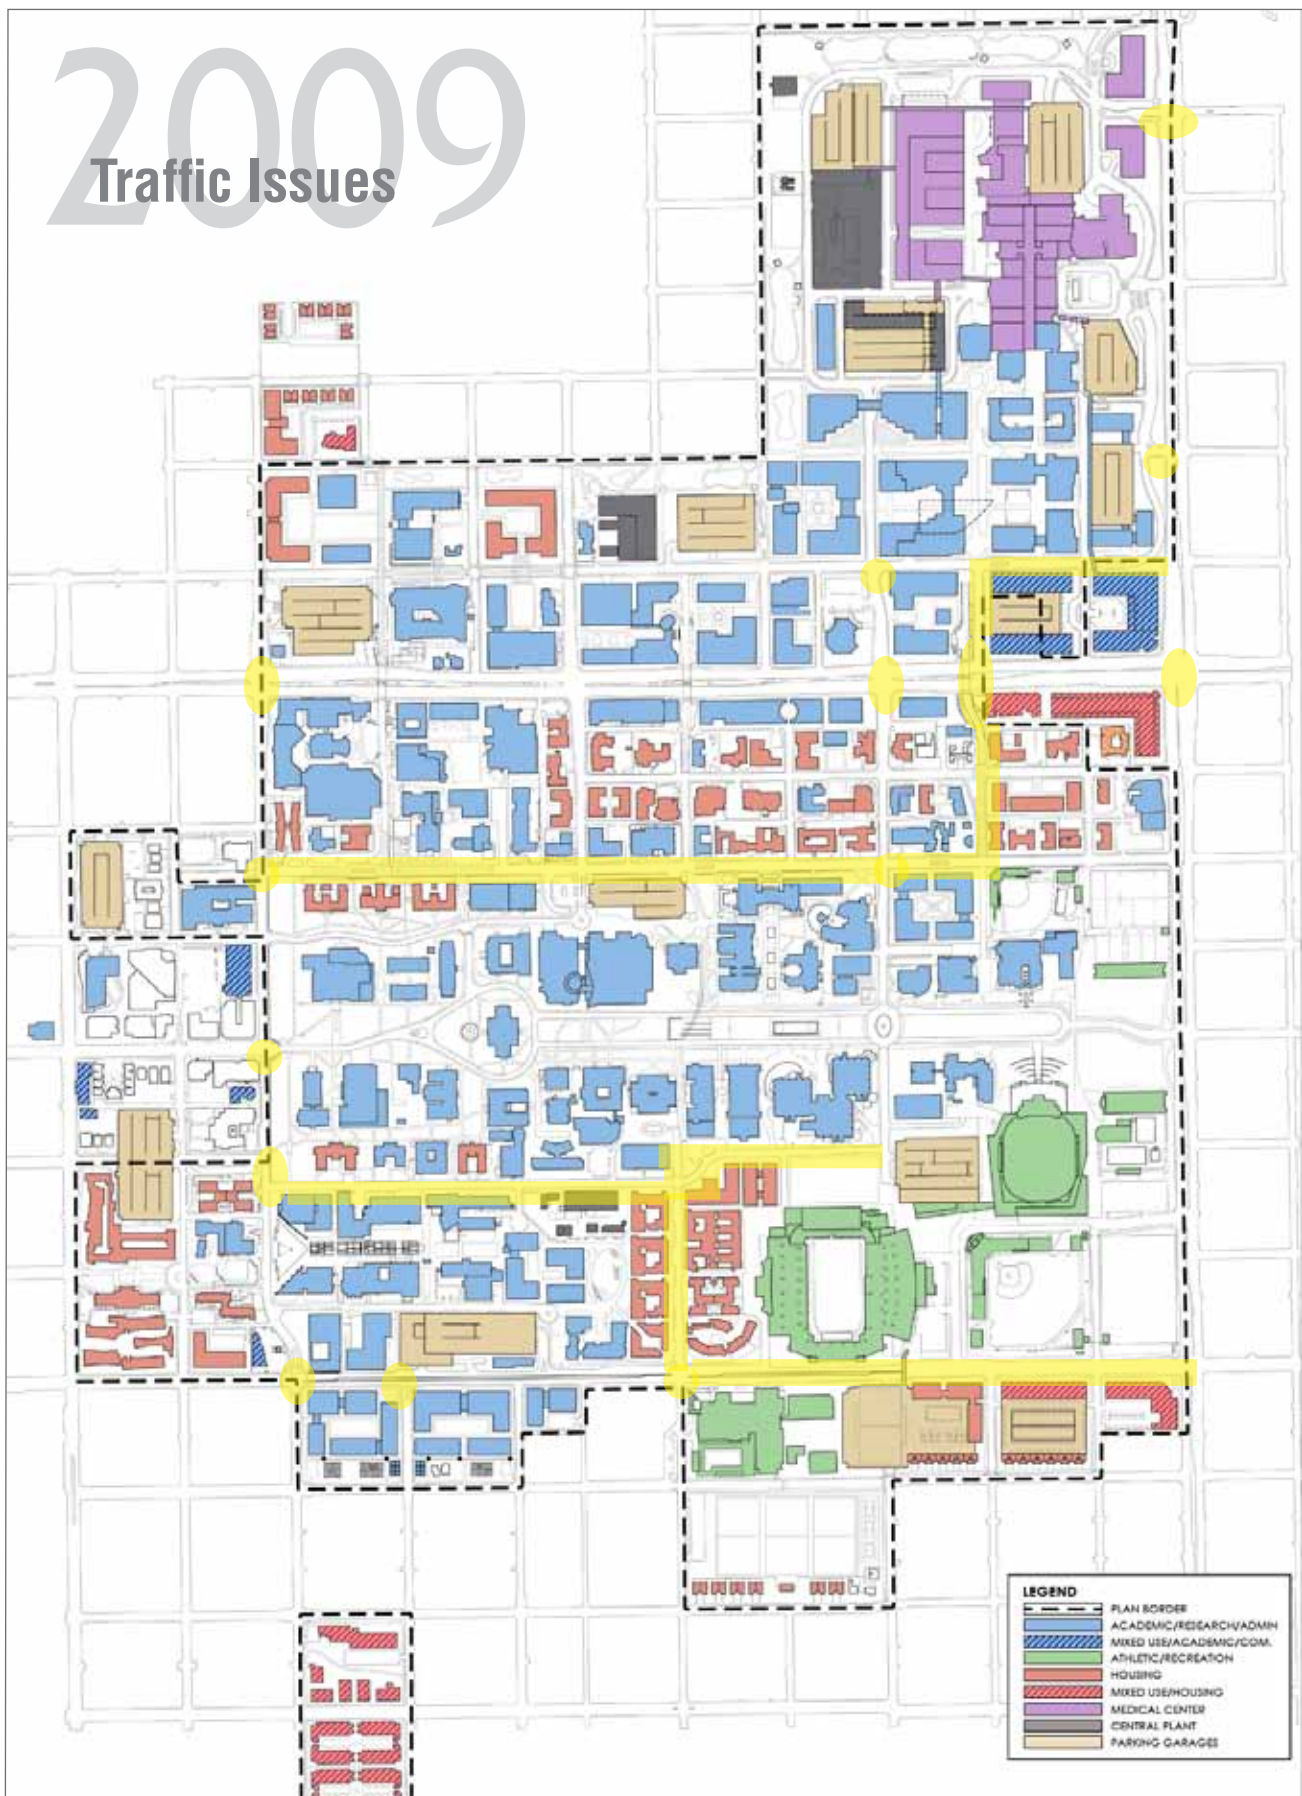 2009
Traffic Issues
LEGEND
PLAN BORDER
ACADEMIC/RESEARCH/ADMIN
MIXED USE/ACADEMIC/COM.
ATHLETIC/RECREATION
HOUSING
MIXED USE/HOUSING
MEDICAL CENTER
CENTRAL PLANT
PARKING GARAGES